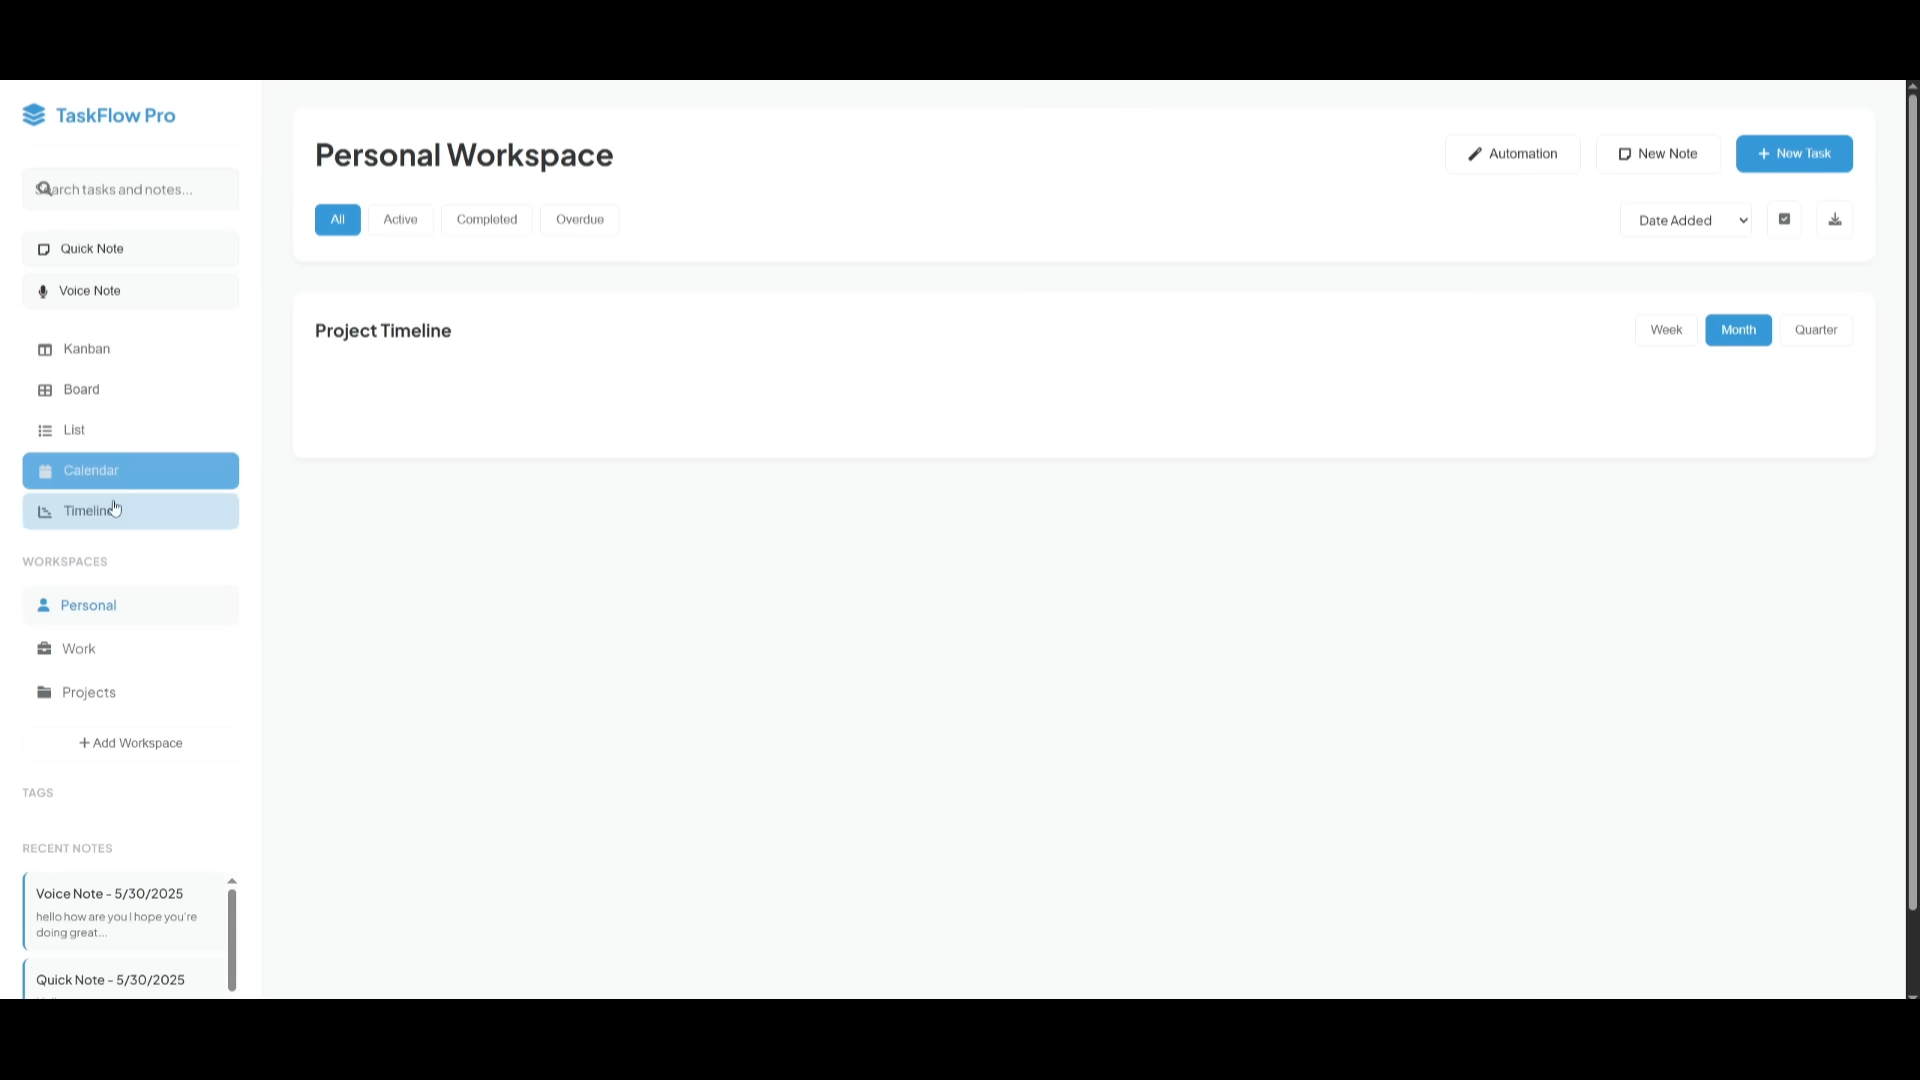 TaskFlow Pro
Search tasks and notes...
Quick Note
Voice Note
Kanban
Board
List
Calendar
Timeline
WORKSPACES
Personal
Work
Projects
+ Add Workspace
TAGS
RECENT NOTES
Voice Note - 5/30/2025
hello how are you I hope you're
doing great...
Quick Note - 5/30/2025
Personal Workspace
Automation
New Note
+ New Task
All
Active
Completed
Overdue
Date Added
Project Timeline
Week
Month
Quarter